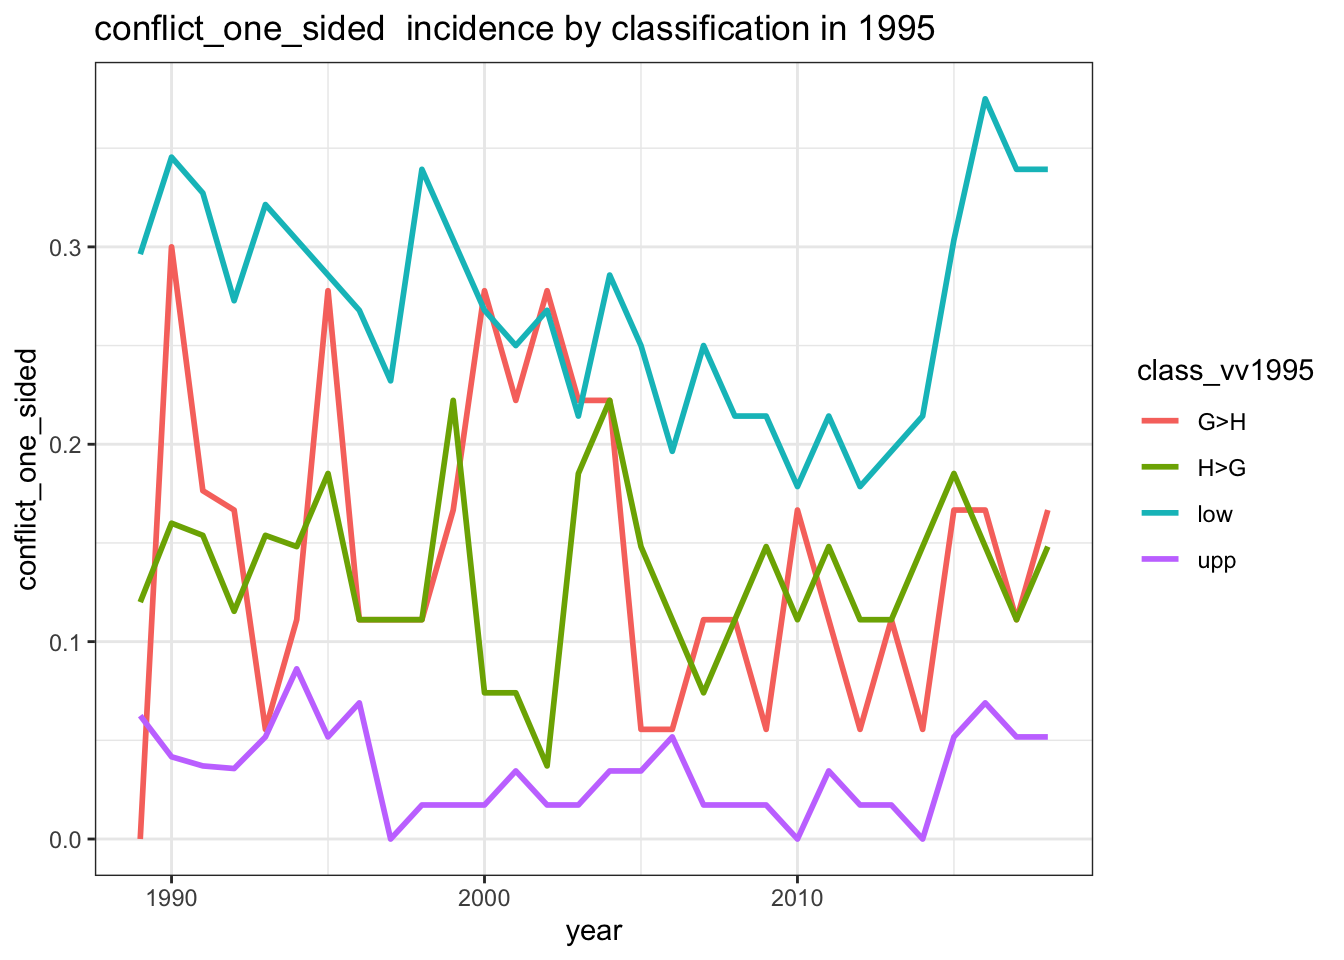 conflict_one_sided  incidence by classification in 1995
conflict_one_sided
0.3
0.2
0.1
0.0
1990
2000
2010
year
class_vv1995
G>H
H>G
low
upp